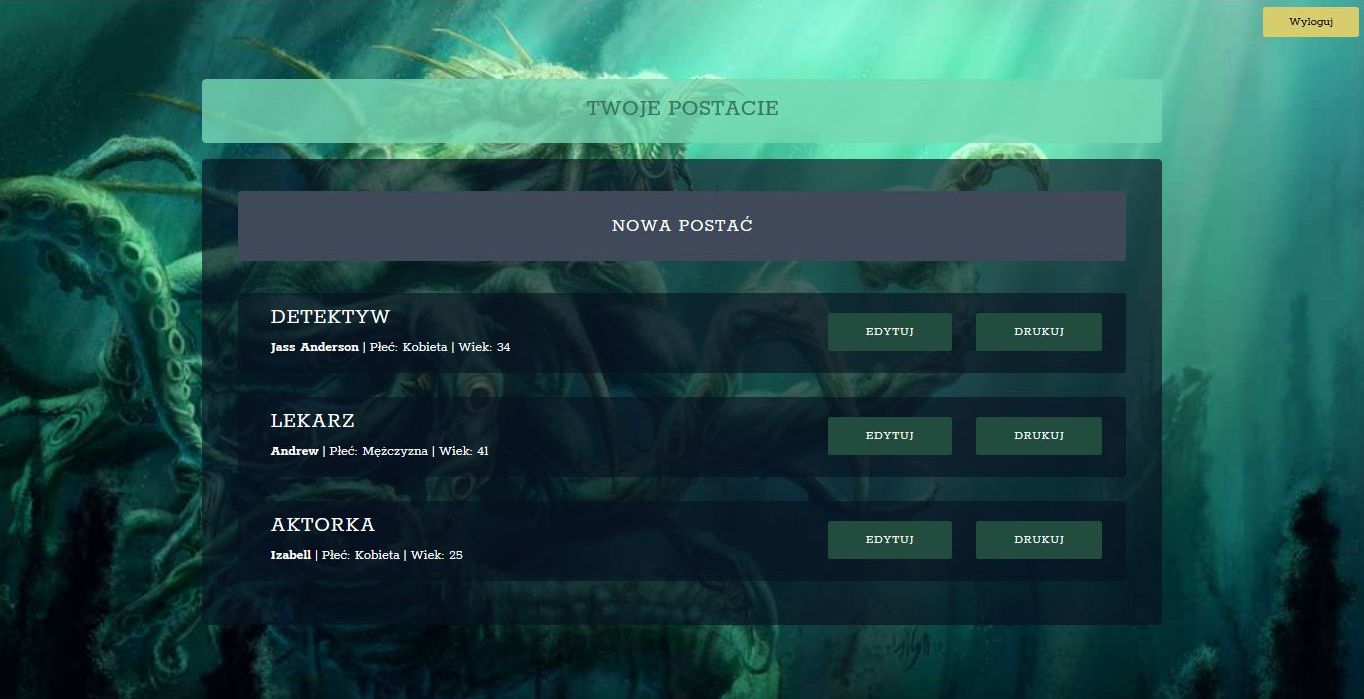 Wyloguj
TWOJE POSTACIE
NOWA POSTAĆ
DETEKTYW
Jass Anderson | Płeć: Kobieta | Wiek: 34
EDYTUJ
DRUKUJ
LEKARZ
Andrew | Płeć: Mężczyzna | Wiek: 41
EDYTUJ
DRUKUJ
AKTORKA
Izabell | Płeć: Kobieta | Wiek: 25
EDYTUJ
DRUKUJ